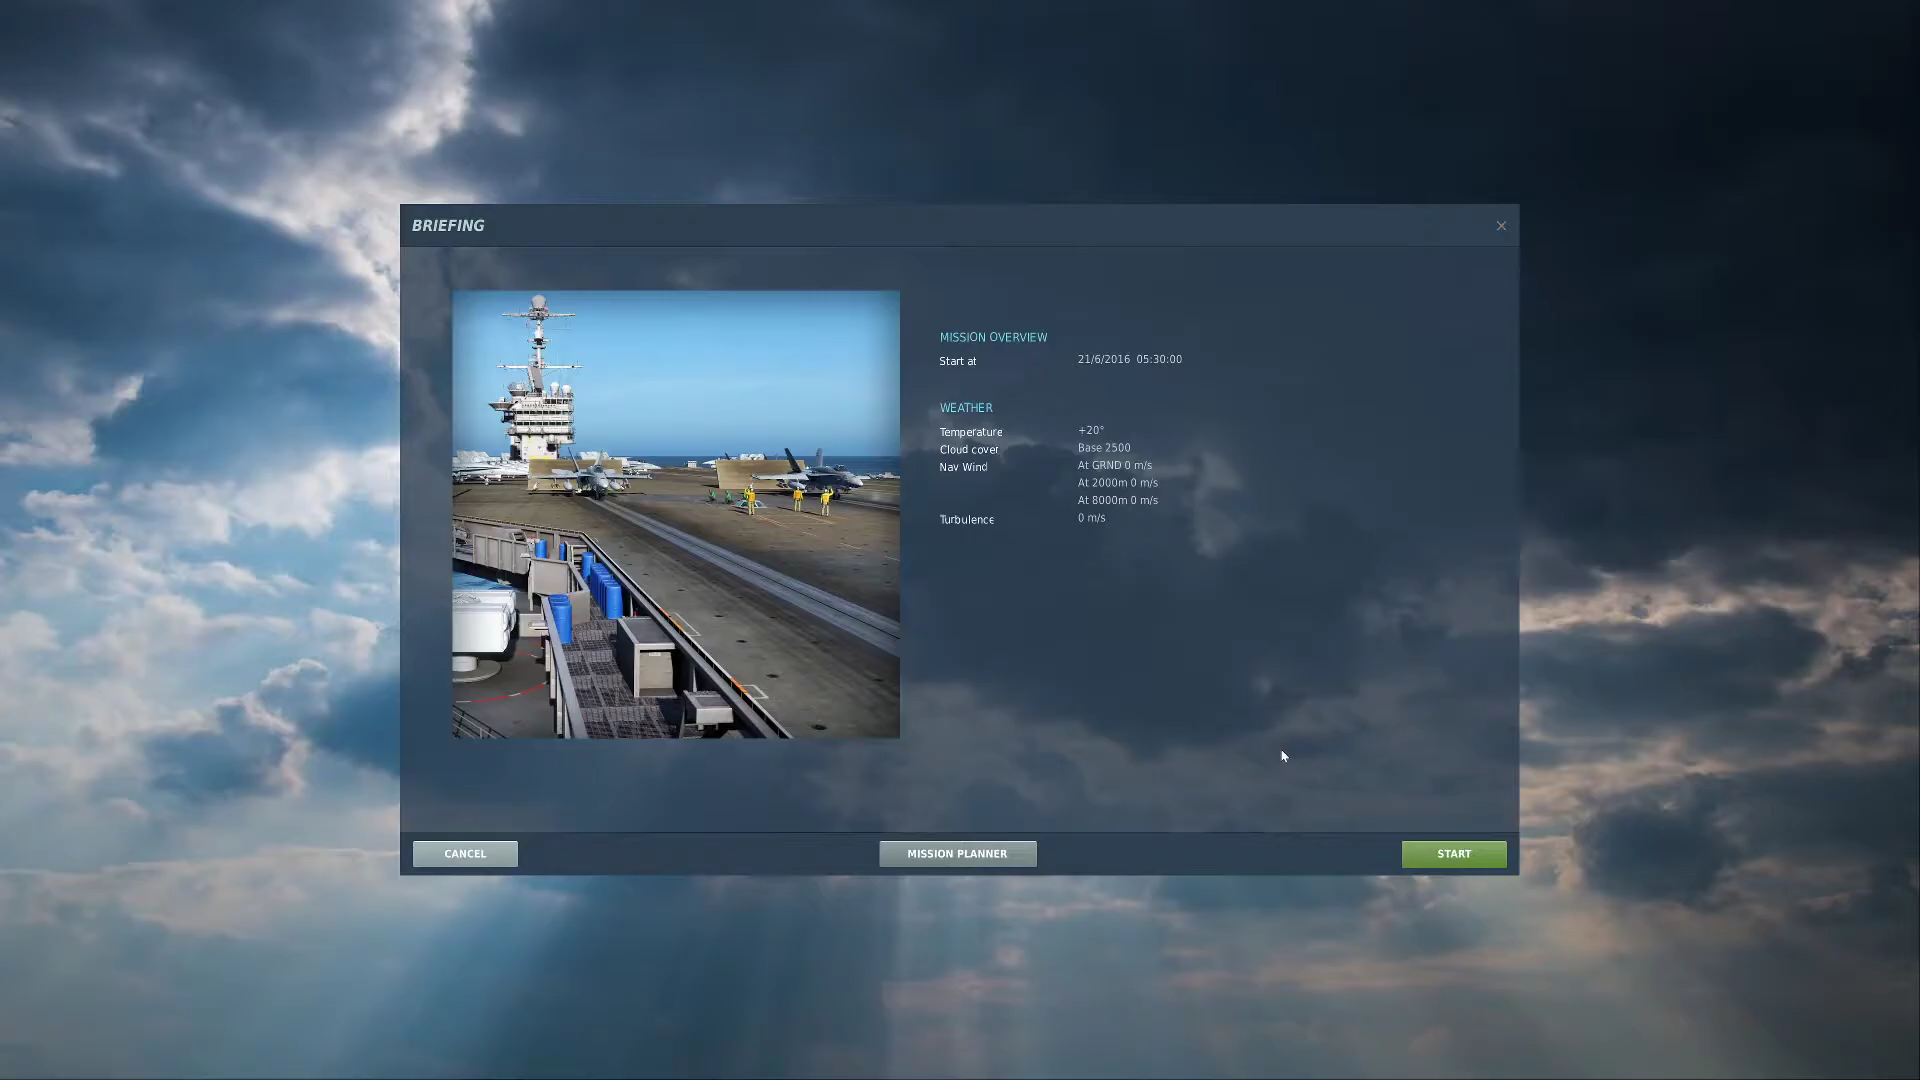 BRIEFING
MISSION OVERVIEW
Start at 21/6/2016 05:30:00
WEATHER
Temperature +20°
Cloud cover Base 2500
Nav Wind At GRND 0 m/s
At 2000m 0 m/s
At 8000m 0 m/s
Turbulence 0 m/s
CANCEL MISSION PLANNER START